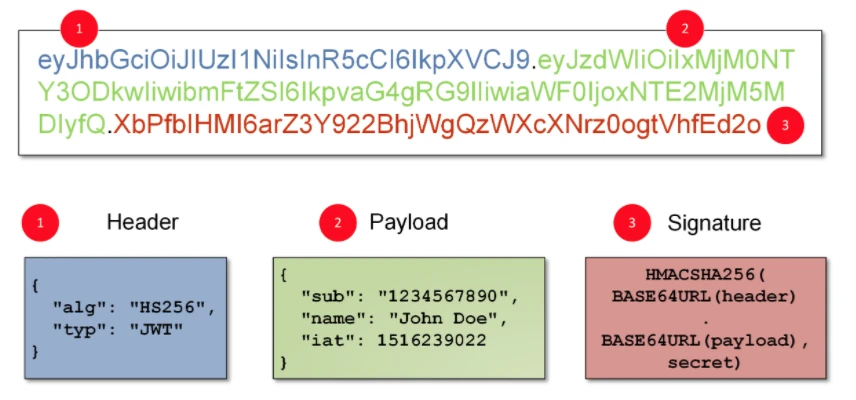 1
2
eyJhbGciOiJIUzI1NiIsInR5cCI6IkpXVCJ9.eyJzdWIiOiIxMjM0NT
Y3ODkwIiwibmFtZSI6IkpvaG4gRG9lIiwiaWF0IjoxNTE2MjM5M
DIyfQ.XbPfbIHMI6arZ3Y922BhjWgQzWXcXNrz0ogtVhfEd2o 3
1 Header
{
"alg": "HS256",
"typ": "JWT"
}
2 Payload
{
"sub": "1234567890",
"name": "John Doe",
"iat": 1516239022
}
3 Signature
HMACSHA256(
BASE64URL(header)
.
BASE64URL(payload),
secret)